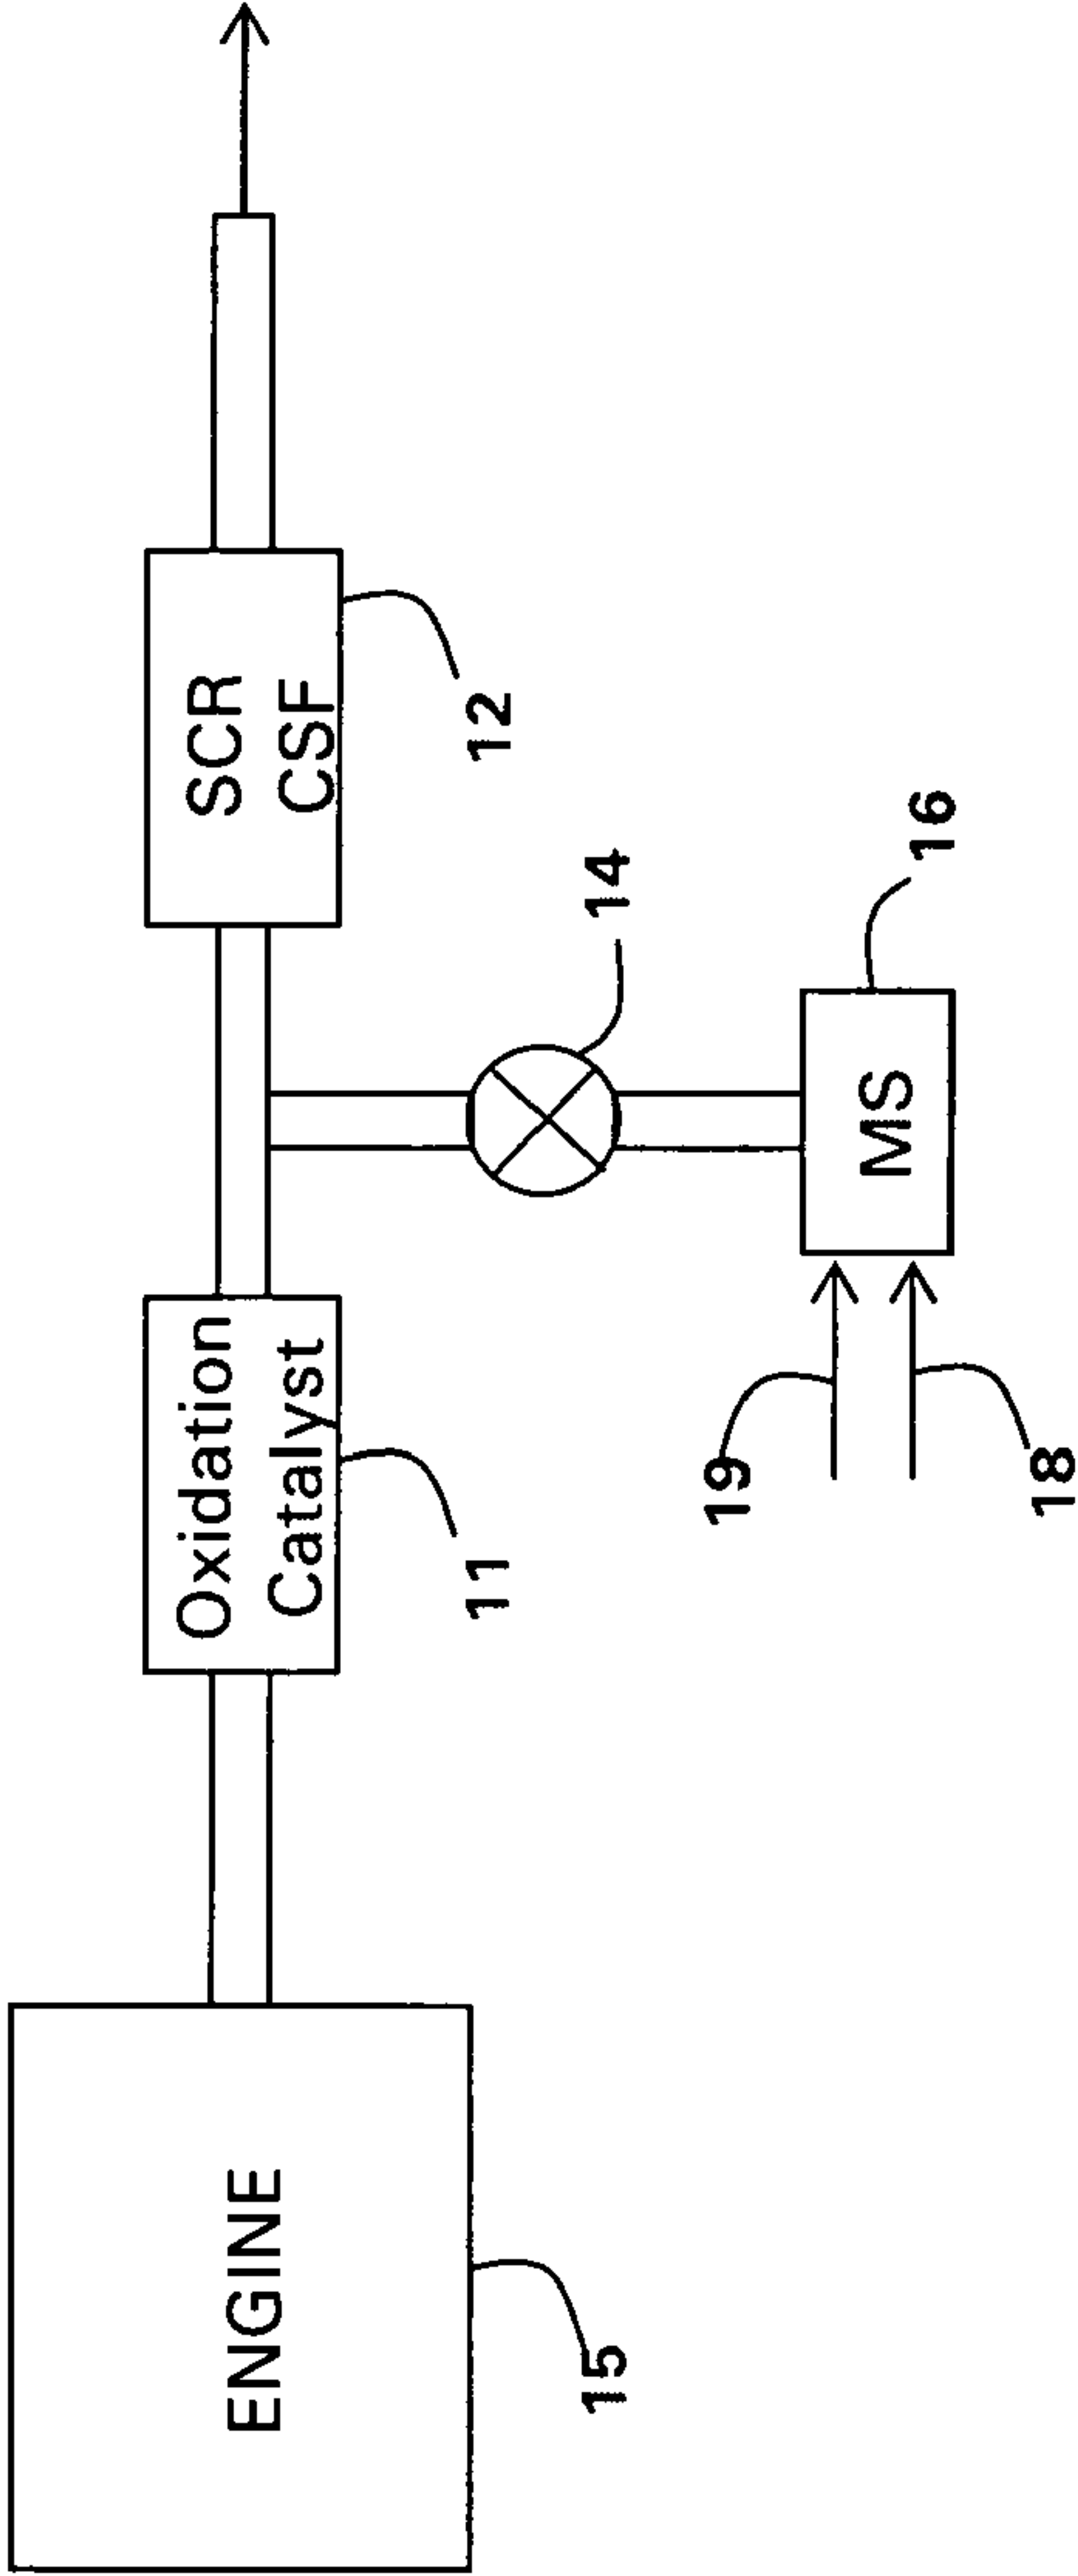 ENGINE
15
Oxidation
Catalyst
11
SCR
CSF
12
14
MS
16
19
18